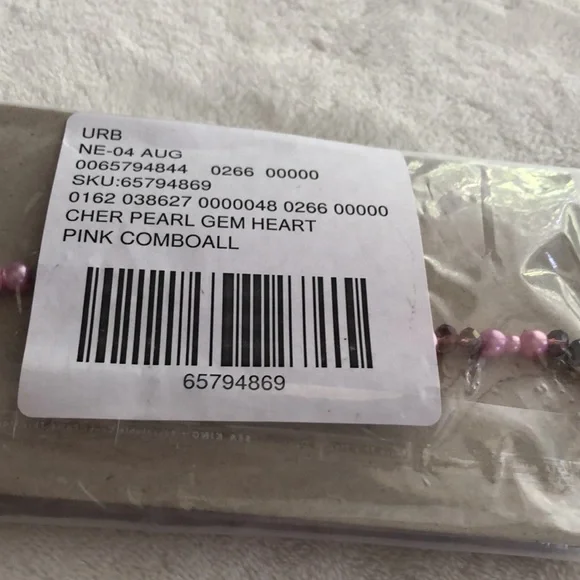 URB
NE-04 AUG
0065794844 0266 00000
SKU:65794869
0162 038627 0000048 0266 00000
CHER PEARL GEM HEART
PINK COMBOALL
65794869